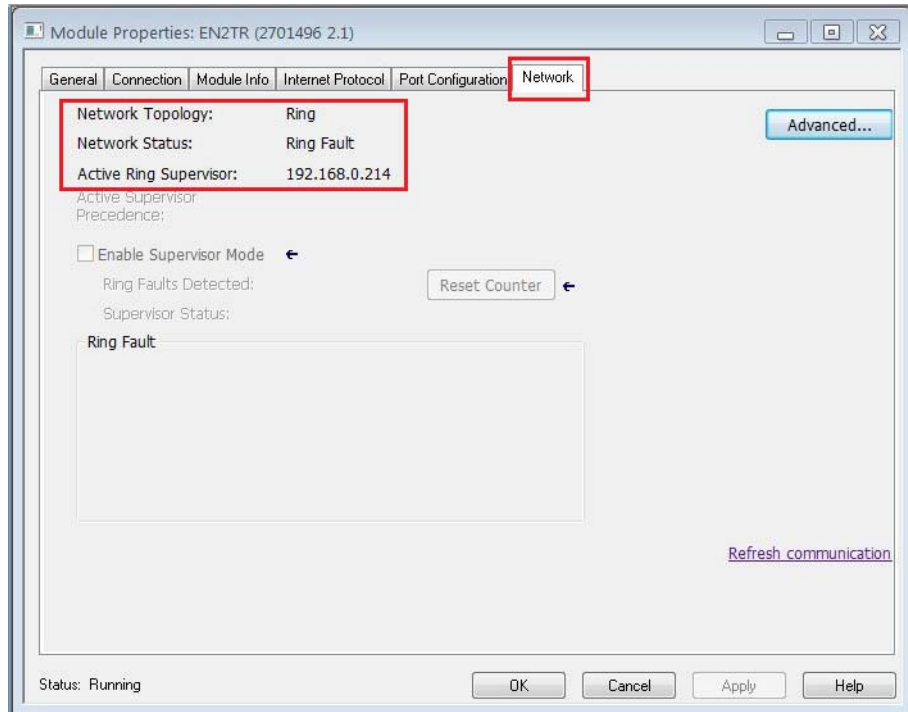 Module Properties: EN2TR (2701496 2.1)
General Connection Module Info Internet Protocol Port Configuration Network
Network Topology: Ring
Network Status: Ring Fault
Active Ring Supervisor: 192.168.0.214
Active Supervisor
Precedence:
Advanced...
Enable Supervisor Mode
Ring Faults Detected: Reset Counter
Supervisor Status:
Ring Fault
Refresh communication
Status: Running OK Cancel Apply Help